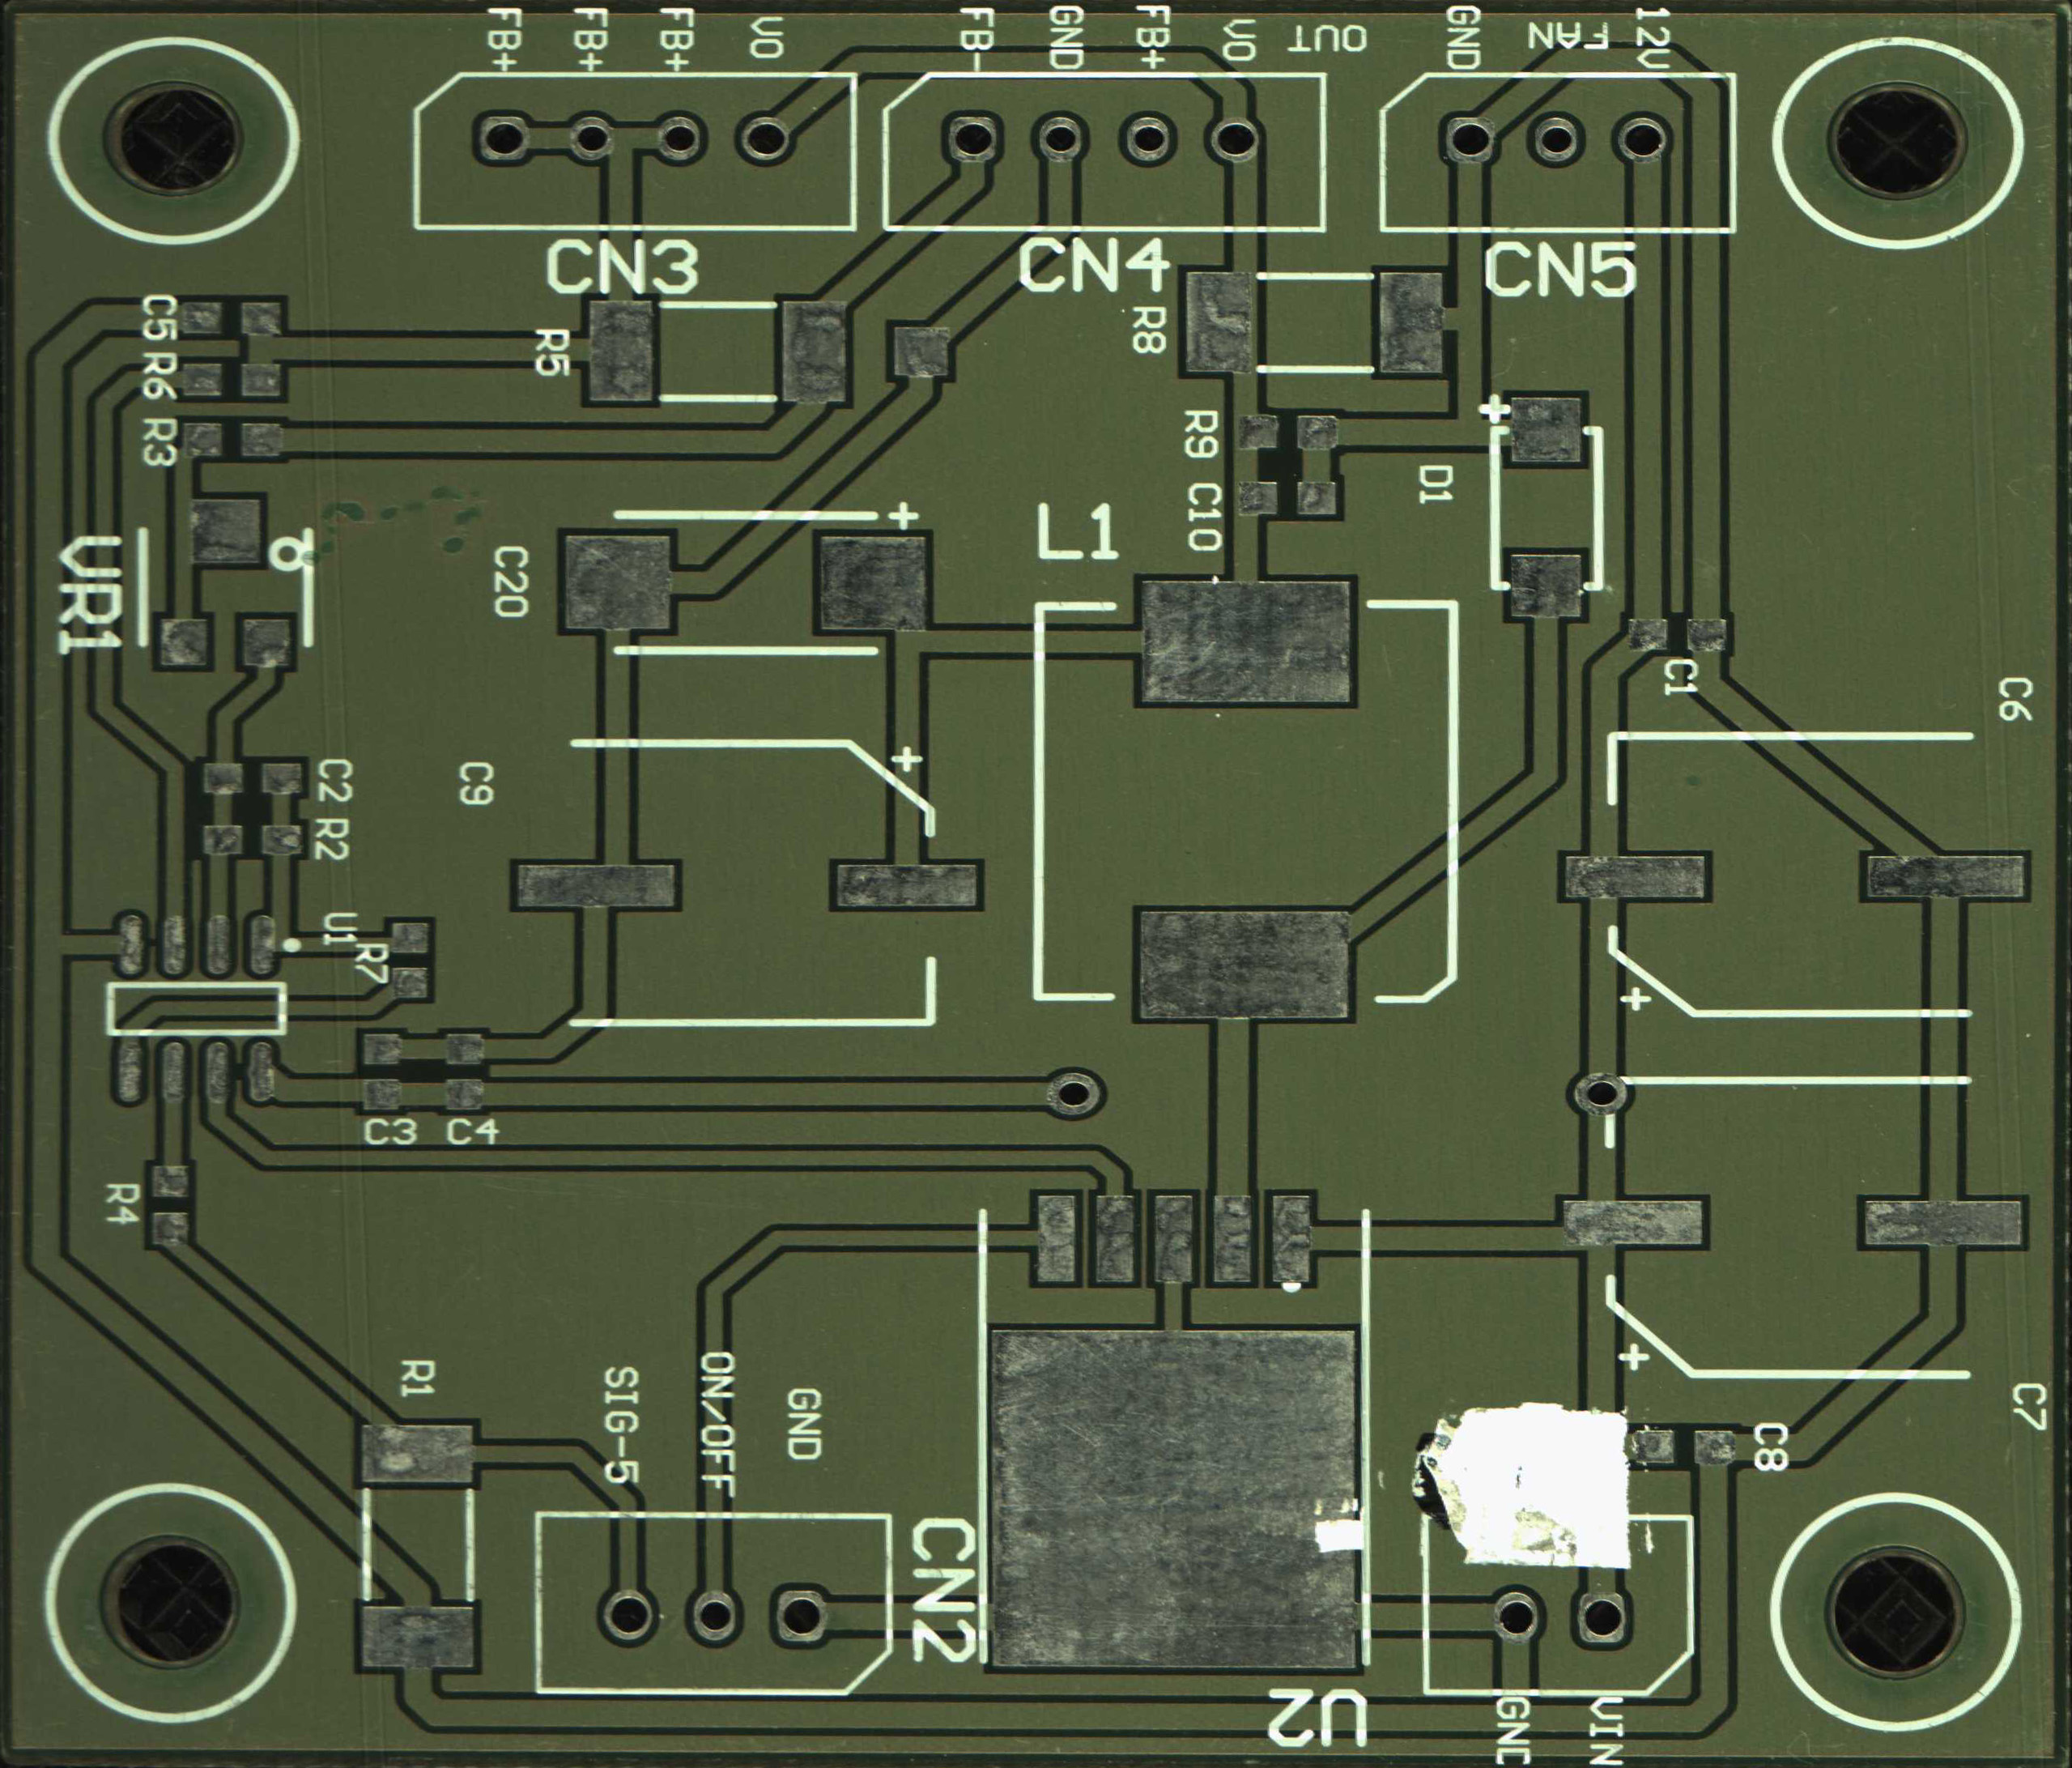 FB+
FB+
FB+
VO
FB-
GND
FB+
VO
OUT
GND
FAN
12V
CN3
CN4
CN5
C5
R6
R3
R5
R8
R9
C10
D1
L1
VR1
C20
C1
C6
C2
R2
C9
U1
R7
C3
C4
R4
R1
SIG-5
ON/OFF
GND
C7
C8
CN2
U2
GND
VIN